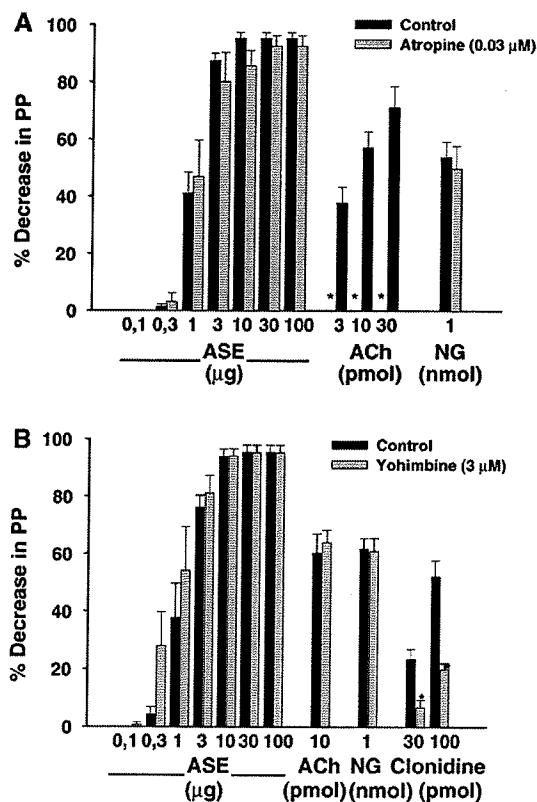 A
Control
Atropine (0.03 µM)
% Decrease in PP
100
80
60
40
20
0
0,1 0,3 1 3 10 30 100 3 10 30 1
* * *
ASE ACh NG
(µg) (pmol) (nmol)
B
Control
Yohimbine (3 µM)
% Decrease in PP
100
80
60
40
20
0
* *
0,1 0,3 1 3 10 30 100 10 1 30 100
ASE ACh NG Clonidine
(µg) (pmol) (nmol) (pmol)